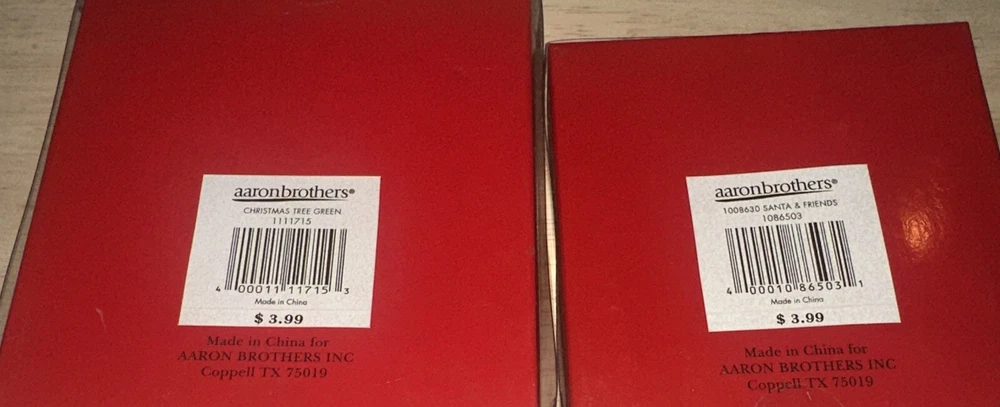 aaronbrothers®
CHRISTMAS TREE GREEN
1111715
4 00011 11715 3
Made in China
$ 3.99
Made in China for
AARON BROTHERS INC
Coppell TX 75019
aaronbrothers®
1008630 SANTA & FRIENDS
1086503
4 00010 86503 1
Made in China
$ 3.99
Made in China for
AARON BROTHERS INC
Coppell TX 75019